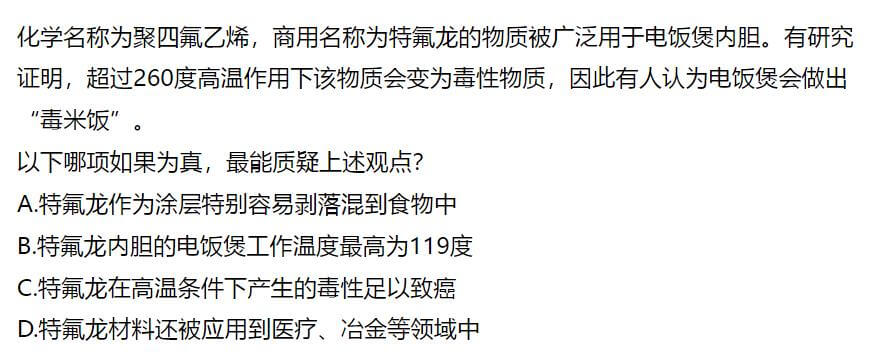 化学名称为聚四氟乙烯，商用名称为特氟龙的物质被广泛用于电饭煲内胆。有研究
证明，超过260度高温作用下该物质会变为毒性物质，因此有人认为电饭煲会做出
“毒米饭”。
以下哪项如果为真，最能质疑上述观点？
A.特氟龙作为涂层特别容易剥落混到食物中
B.特氟龙内胆的电饭煲工作温度最高为119度
C.特氟龙在高温条件下产生的毒性足以致癌
D.特氟龙材料还被应用到医疗、冶金等领域中